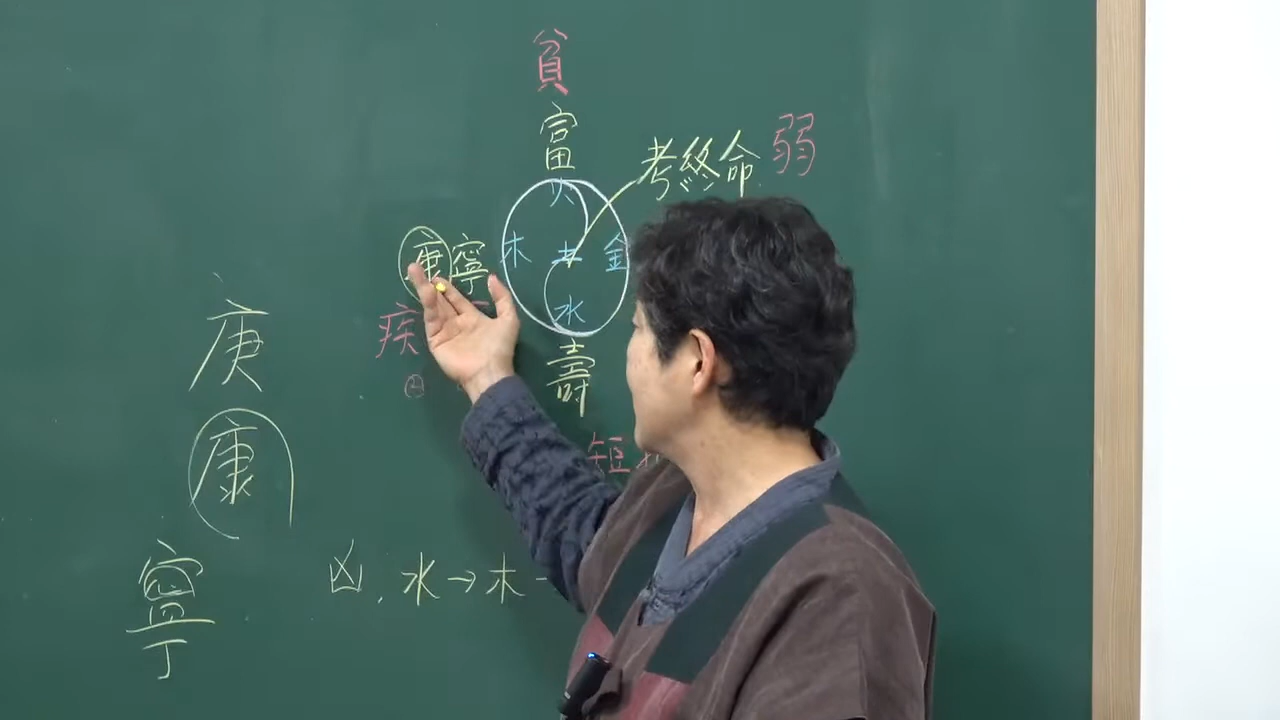 貧
富
考終命 弱
火
康寧 木 土 金
水
疾
壽
庚
短
康
凶, 水→木→
寧